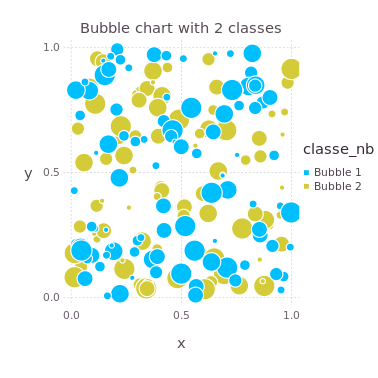 Bubble chart with 2 classes
1.0
0.5
0.0
y
0.0
0.5
1.0
x
classe_nb
Bubble 1
Bubble 2